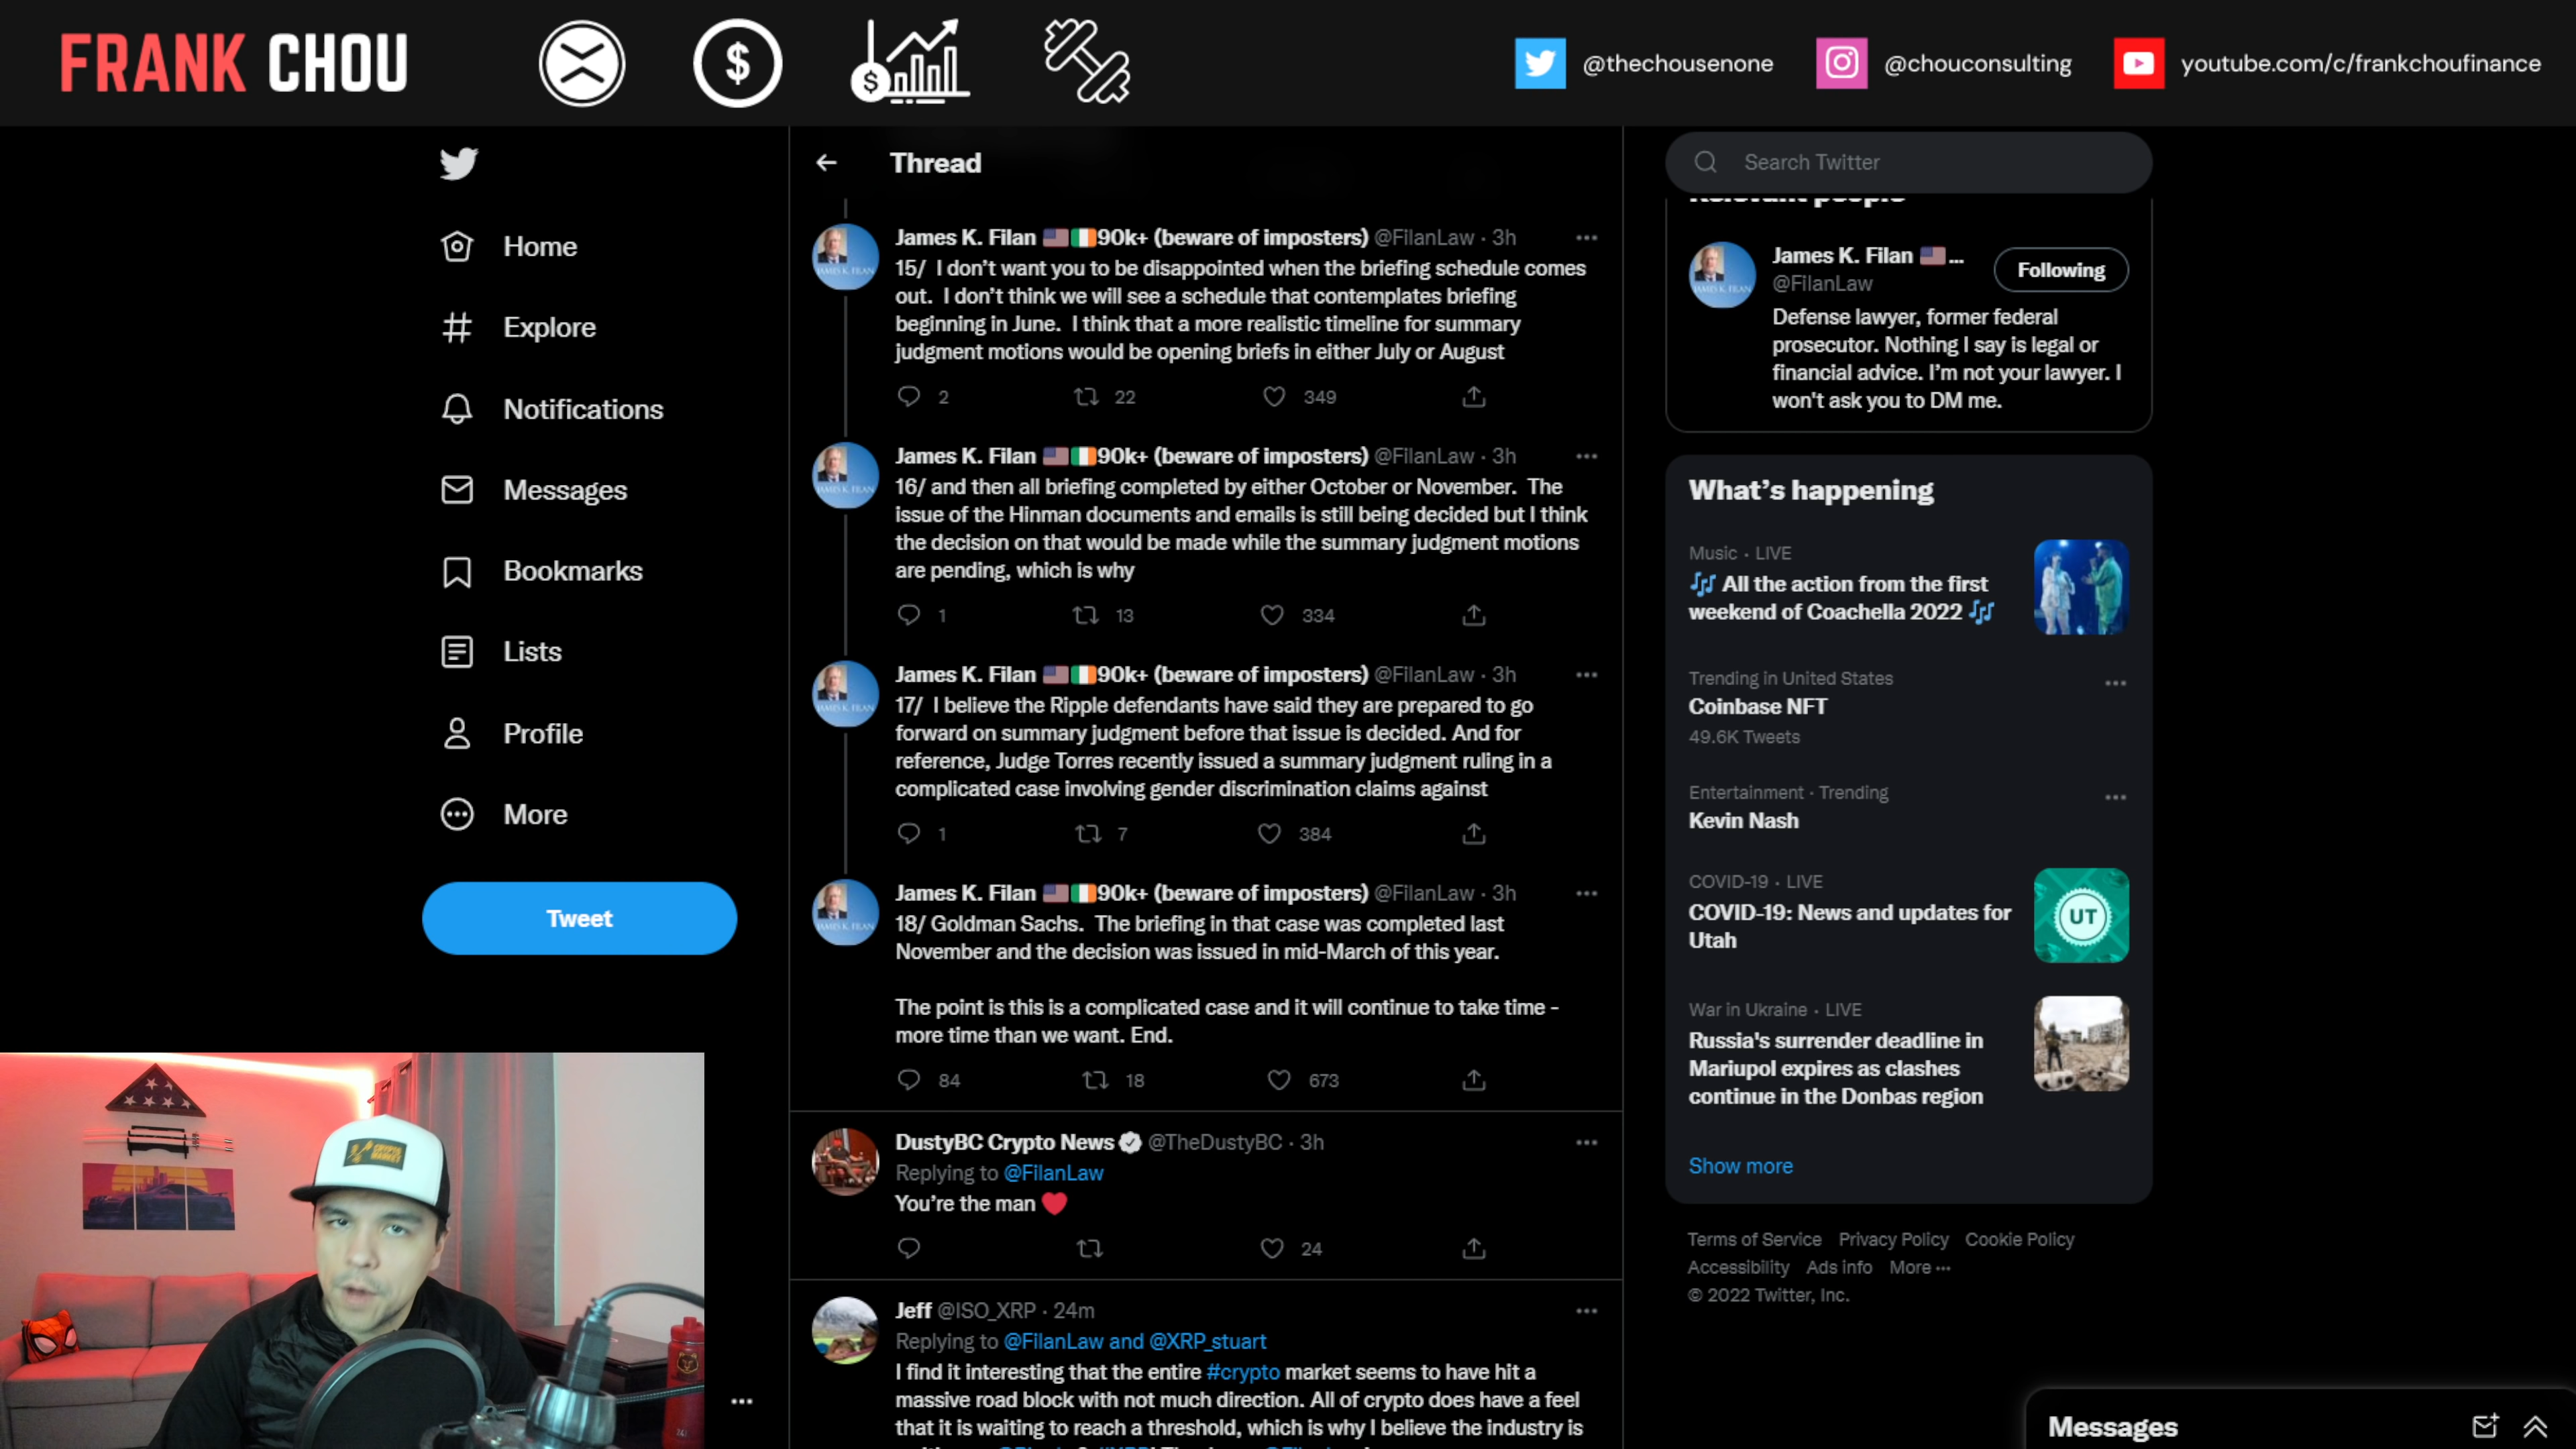 FRANK CHOU
@thechousenone
@chouconsulting
youtube.com/c/frankchoufinance
Home
Explore
Notifications
Messages
Bookmarks
Lists
Profile
More
Tweet
Thread
James K. Filan 🇺🇸🇮🇪90k+ (beware of imposters) @FilanLaw · 3h
15/ I don't want you to be disappointed when the briefing schedule comes
out. I don't think we will see a schedule that contemplates briefing
beginning in June. I think that a more realistic timeline for summary
judgment motions would be opening briefs in either July or August
2 22 349
James K. Filan 🇺🇸🇮🇪90k+ (beware of imposters) @FilanLaw · 3h
16/ and then all briefing completed by either October or November. The
issue of the Hinman documents and emails is still being decided but I think
the decision on that would be made while the summary judgment motions
are pending, which is why
1 13 334
James K. Filan 🇺🇸🇮🇪90k+ (beware of imposters) @FilanLaw · 3h
17/ I believe the Ripple defendants have said they are prepared to go
forward on summary judgment before that issue is decided. And for
reference, Judge Torres recently issued a summary judgment ruling in a
complicated case involving gender discrimination claims against
1 7 384
James K. Filan 🇺🇸🇮🇪90k+ (beware of imposters) @FilanLaw · 3h
18/ Goldman Sachs. The briefing in that case was completed last
November and the decision was issued in mid-March of this year.
The point is this is a complicated case and it will continue to take time -
more time than we want. End.
84 18 673
DustyBC Crypto News @TheDustyBC · 3h
Replying to @FilanLaw
You're the man ❤️
24
Jeff @ISO_XRP · 24m
Replying to @FilanLaw and @XRP_stuart
I find it interesting that the entire #crypto market seems to have hit a
massive road block with not much direction. All of crypto does have a feel
that it is waiting to reach a threshold, which is why I believe the industry is
Search Twitter
Relevant people
James K. Filan 🇺🇸...
@FilanLaw
Following
Defense lawyer, former federal
prosecutor. Nothing I say is legal or
financial advice. I'm not your lawyer. I
won't ask you to DM me.
What's happening
Music · LIVE
🎶 All the action from the first
weekend of Coachella 2022 🎶
Trending in United States
Coinbase NFT
49.6K Tweets
Entertainment · Trending
Kevin Nash
COVID-19 · LIVE
COVID-19: News and updates for
Utah
UT
War in Ukraine · LIVE
Russia's surrender deadline in
Mariupol expires as clashes
continue in the Donbas region
Show more
Terms of Service Privacy Policy Cookie Policy
Accessibility Ads info More ···
© 2022 Twitter, Inc.
Messages
CRYPTO
MARKET